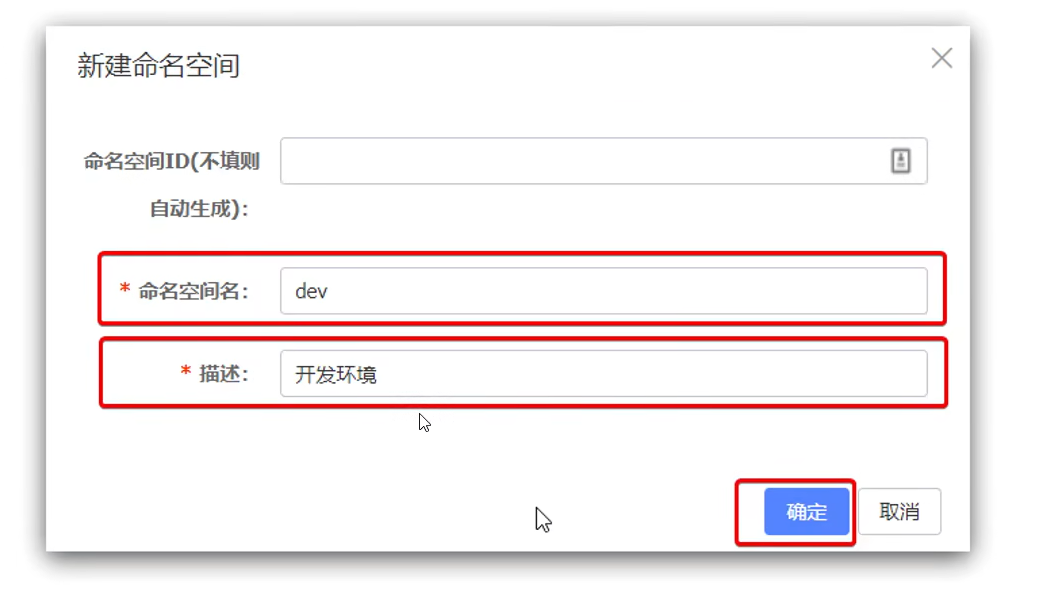 新建命名空间
命名空间ID(不填则
自动生成):
* 命名空间名: dev
* 描述: 开发环境
确定 取消